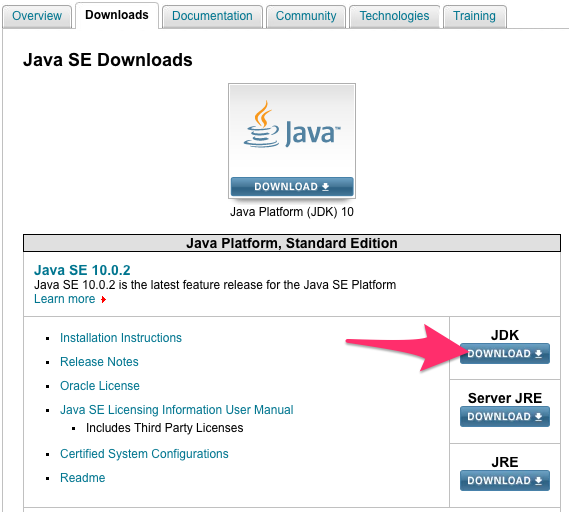 Overview Downloads Documentation Community Technologies Training
Java SE Downloads
Java™
DOWNLOAD
Java Platform (JDK) 10
Java Platform, Standard Edition
Java SE 10.0.2
Java SE 10.0.2 is the latest feature release for the Java SE Platform
Learn more
Installation Instructions
Release Notes
Oracle License
Java SE Licensing Information User Manual
Includes Third Party Licenses
Certified System Configurations
Readme
JDK
DOWNLOAD
Server JRE
DOWNLOAD
JRE
DOWNLOAD